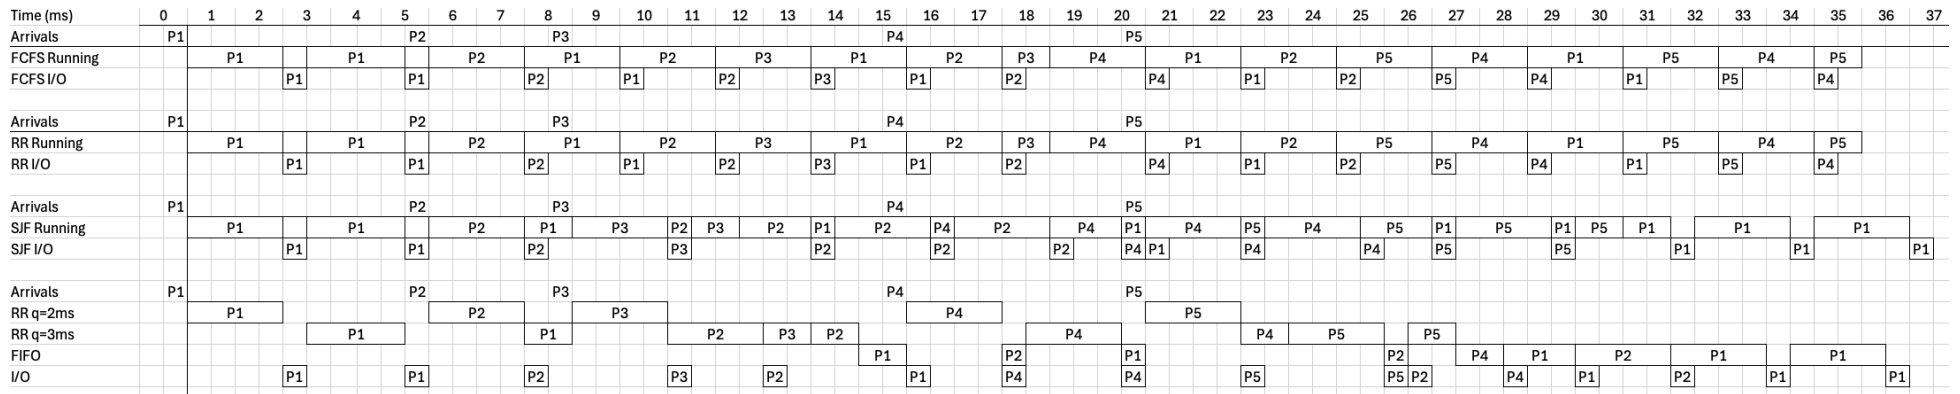 Time (ms) 0 1 2 3 4 5 6 7 8 9 10 11 12 13 14 15 16 17 18 19 20 21 22 23 24 25 26 27 28 29 30 31 32 33 34 35 36 37
Arrivals P1 P2 P3 P4 P5
FCFS Running P1 P1 P2 P1 P2 P3 P1 P2 P3 P4 P1 P2 P5 P4 P1 P5 P4 P5
FCFS I/O P1 P1 P2 P1 P2 P3 P1 P2 P4 P1 P2 P5 P4 P1 P5 P4
Arrivals P1 P2 P3 P4 P5
RR Running P1 P1 P2 P1 P2 P3 P1 P2 P3 P4 P1 P2 P5 P4 P1 P5 P4 P5
RR I/O P1 P1 P2 P1 P2 P3 P1 P2 P4 P1 P2 P5 P4 P1 P5 P4
Arrivals P1 P2 P3 P4 P5
SJF Running P1 P1 P2 P1 P3 P2 P3 P2 P1 P2 P4 P2 P4 P1 P4 P5 P4 P5 P1 P5 P1 P5 P1 P1 P1
SJF I/O P1 P1 P2 P3 P2 P2 P2 P4 P1 P4 P4 P5 P5 P1 P1 P1
Arrivals P1 P2 P3 P4 P5
RR q=2ms P1 P2 P3 P4 P5
RR q=3ms P1 P1 P2 P3 P2 P4 P4 P5 P5
FIFO P1 P2 P1 P2 P4 P1 P2 P1 P1
I/O P1 P1 P2 P3 P2 P1 P4 P4 P5 P5 P2 P4 P1 P2 P1 P1